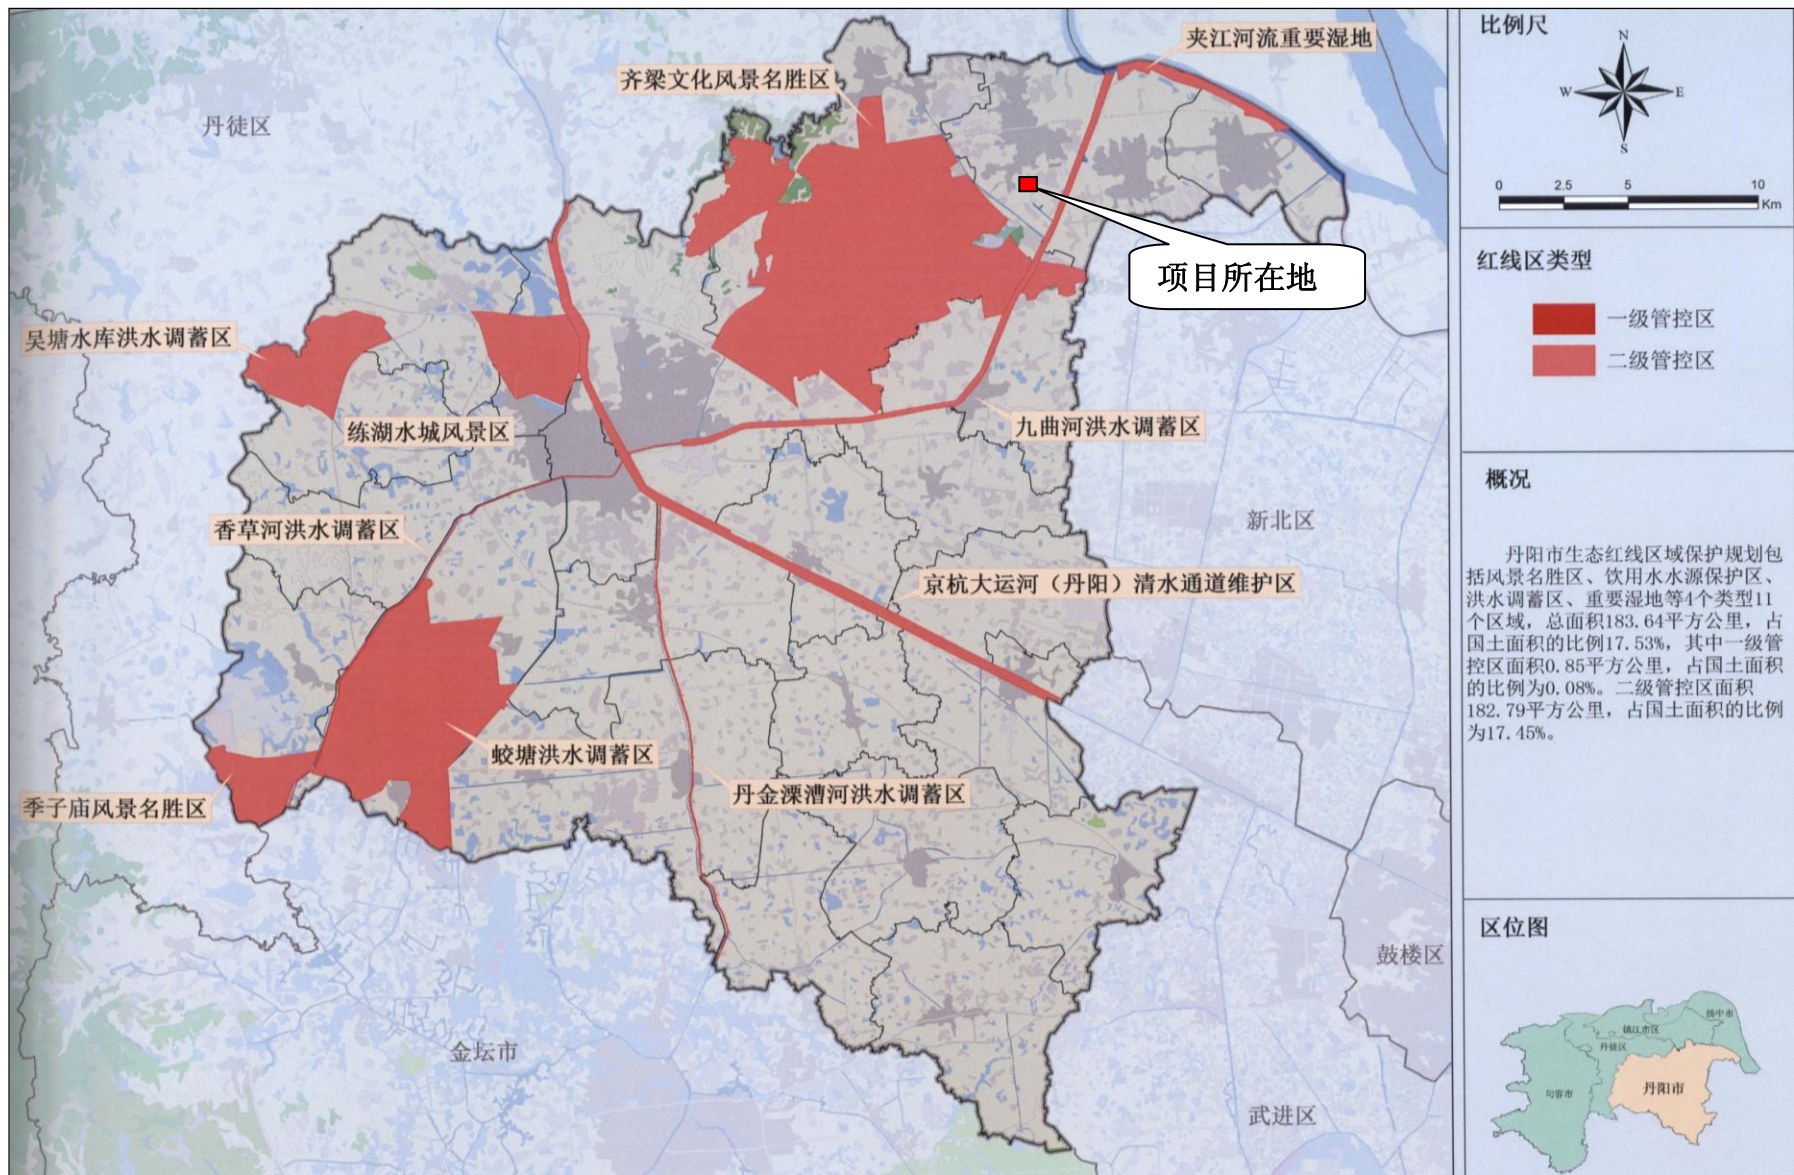 夹江河流重要湿地
齐梁文化风景名胜区
丹徒区
项目所在地
吴塘水库洪水调蓄区
练湖水城风景区
九曲河洪水调蓄区
香草河洪水调蓄区
新北区
京杭大运河（丹阳）清水通道维护区
蛟塘洪水调蓄区
丹金溧漕河洪水调蓄区
季子庙风景名胜区
鼓楼区
金坛市
武进区
比例尺
N
W
E
S
0 2.5 5 10
Km
红线区类型
一级管控区
二级管控区
概况
丹阳市生态红线区域保护规划包
括风景名胜区、饮用水水源保护区、
洪水调蓄区、重要湿地等4个类型11
个区域，总面积183.64平方公里，占
国土面积的比例17.53%，其中一级管
控区面积0.85平方公里，占国土面积
的比例为0.08%。二级管控区面积
182.79平方公里，占国土面积的比例
为17.45%。
区位图
扬中市
镇江市区
丹徒区
丹阳市
句容市